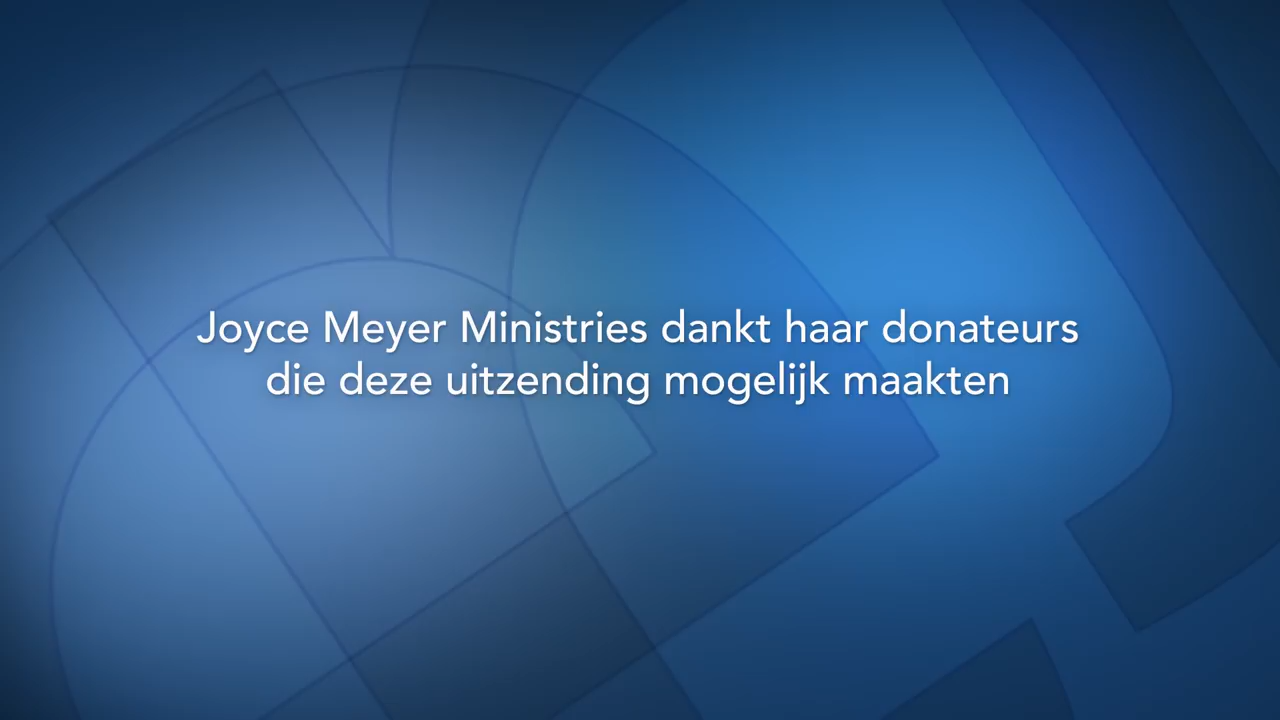 Joyce Meyer Ministries dankt haar donateurs
die deze uitzending mogelijk maakten